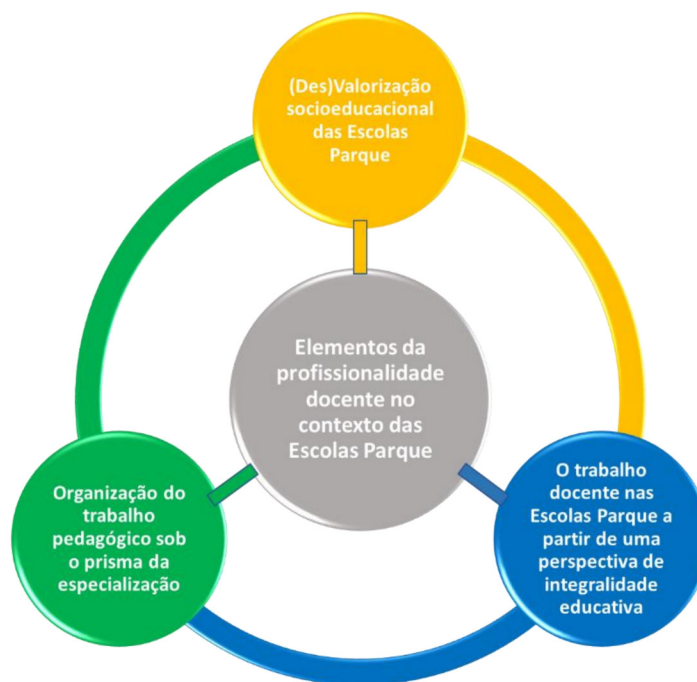 (Des)Valorização
socioeducacional
das Escolas
Parque
Elementos da
profissionalidade
docente no
contexto das
Escolas Parque
Organização do
trabalho
pedagógico sob
o prisma da
especialização
O trabalho
docente nas
Escolas Parque a
partir de uma
perspectiva de
integralidade
educativa